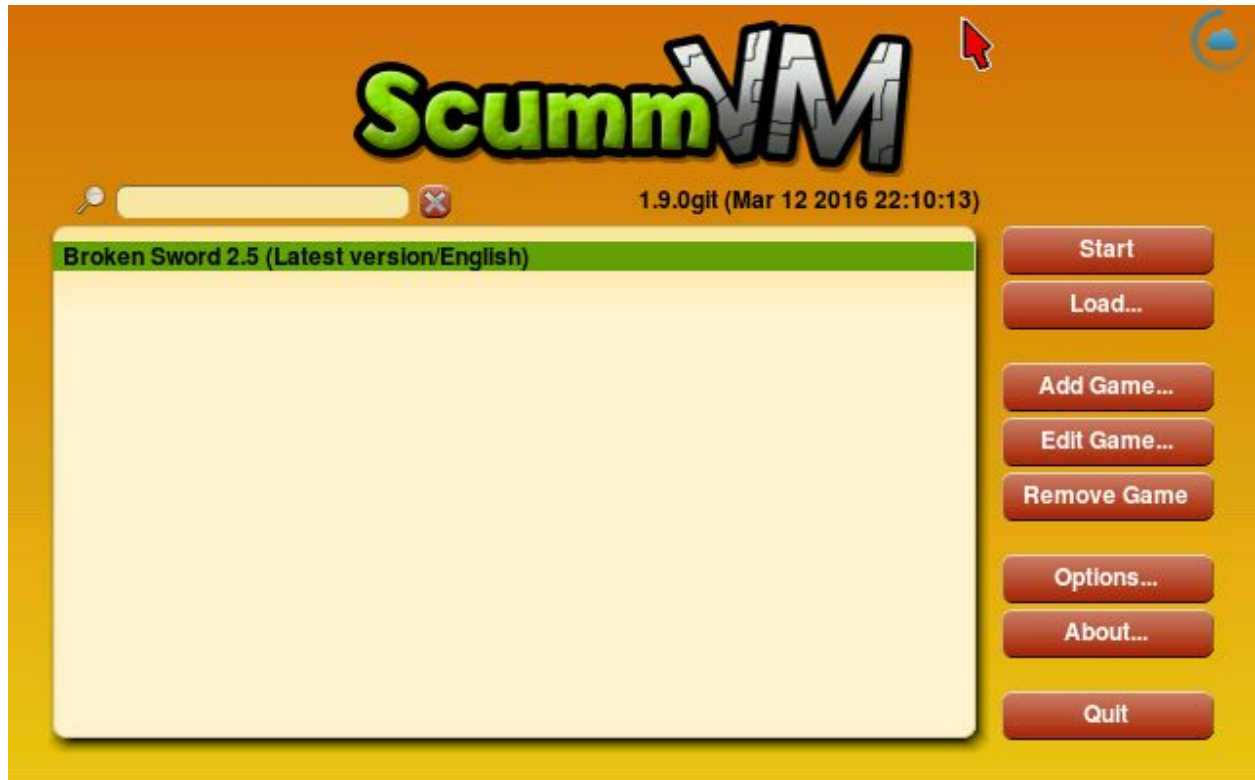 ScummVM
1.9.0git (Mar 12 2016 22:10:13)
Broken Sword 2.5 (Latest version/English)
Start
Load...
Add Game...
Edit Game...
Remove Game
Options...
About...
Quit